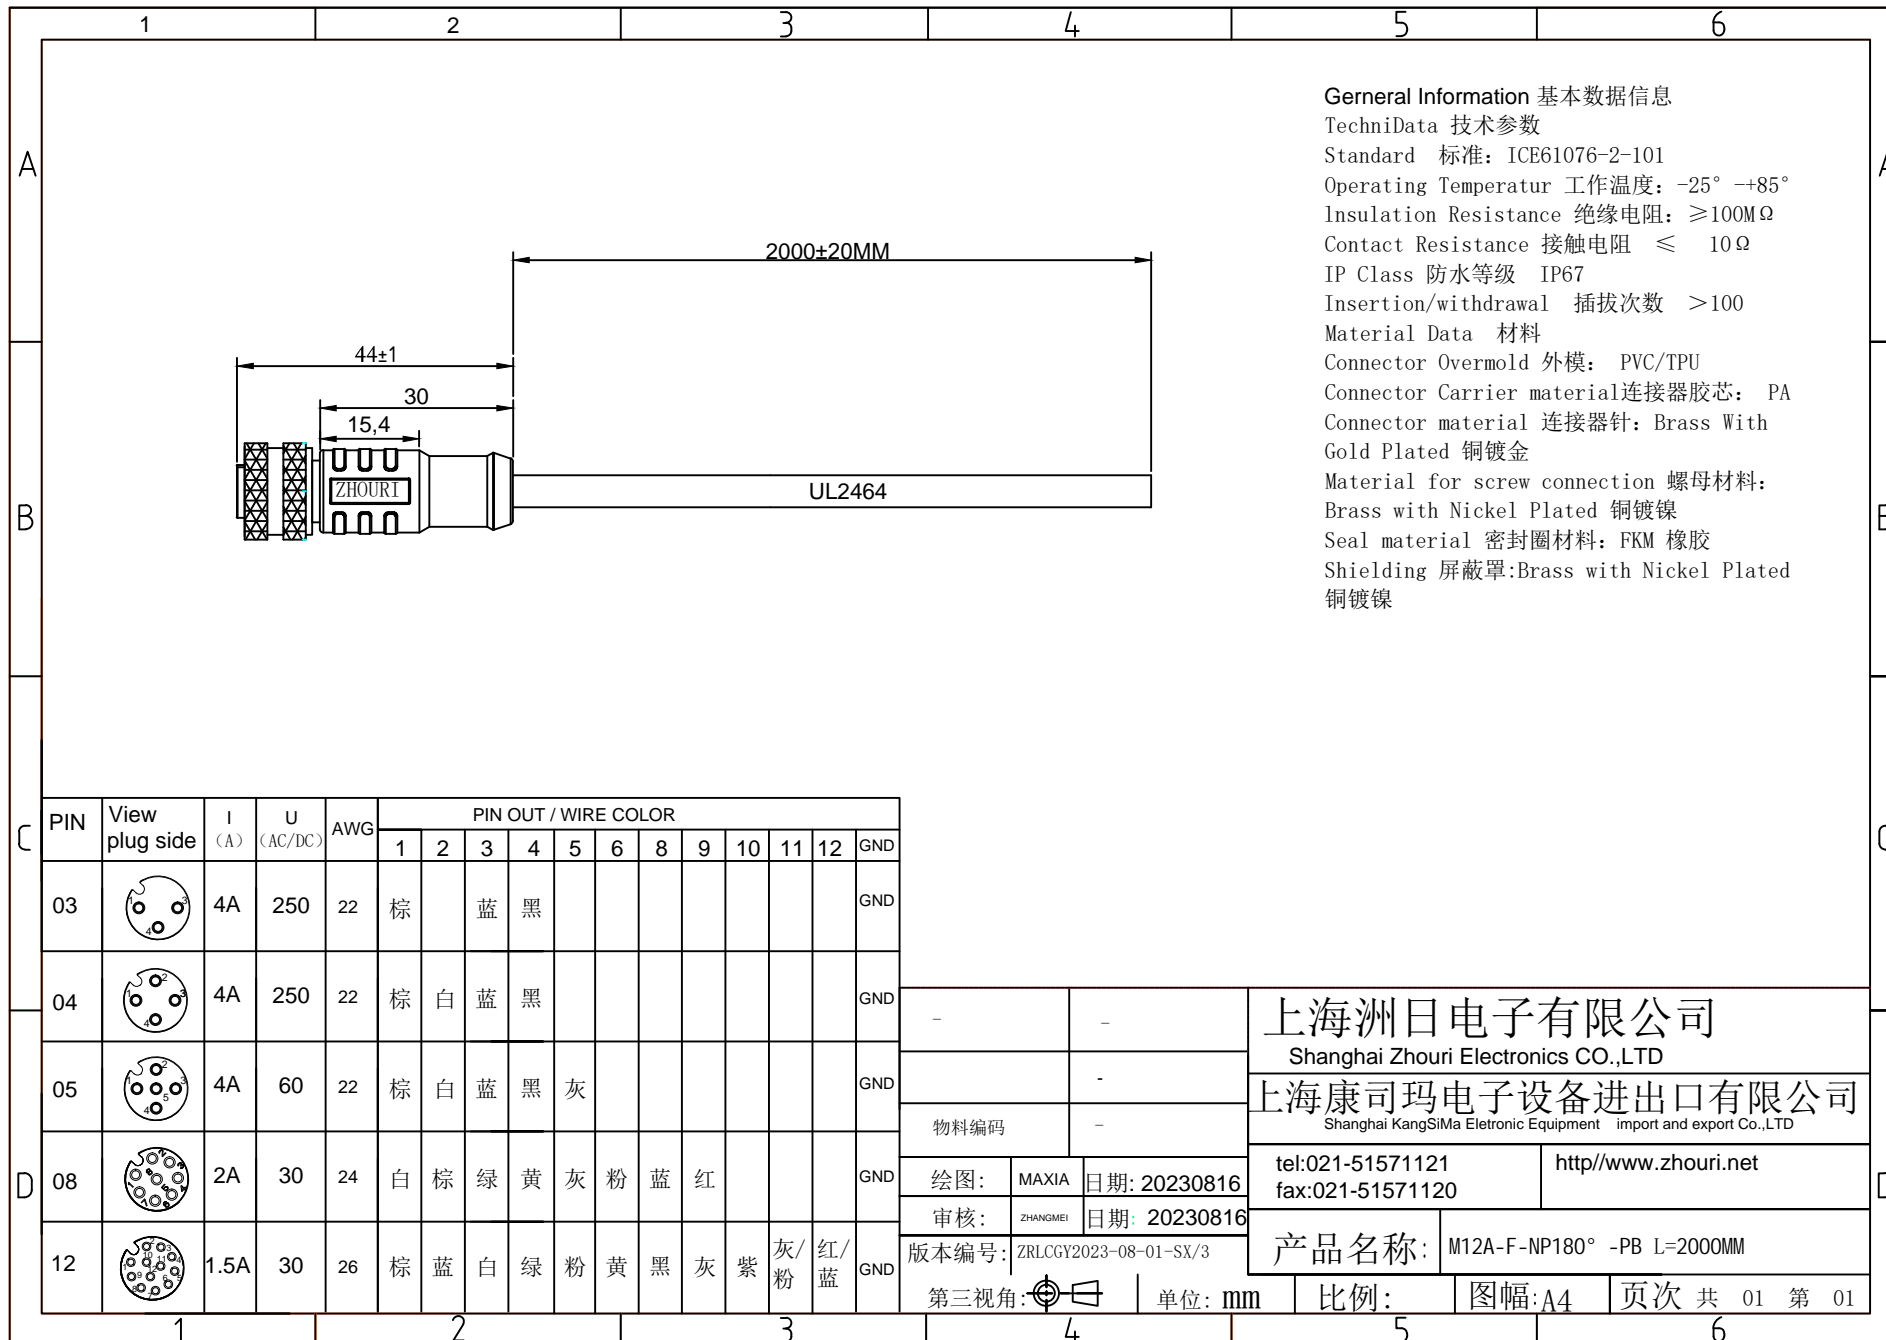 1 2 3 4 5 6
A
B
C
D
Gerneral Information 基本数据信息
TechniData 技术参数
Standard 标准：ICE61076-2-101
Operating Temperatur 工作温度：-25° -+85°
lnsulation Resistance 绝缘电阻：≥100MΩ
Contact Resistance 接触电阻 ≤ 10Ω
IP Class 防水等级 IP67
Insertion/withdrawal 插拔次数 >100
Material Data 材料
Connector Overmold 外模： PVC/TPU
Connector Carrier material连接器胶芯： PA
Connector material 连接器针：Brass With
Gold Plated 铜镀金
Material for screw connection 螺母材料：
Brass with Nickel Plated 铜镀镍
Seal material 密封圈材料：FKM 橡胶
Shielding 屏蔽罩:Brass with Nickel Plated
铜镀镍
2000±20MM
44±1
30
15,4
ZHOURI
UL2464
PIN View plug side I (A) U (AC/DC) AWG PIN OUT / WIRE COLOR
1 2 3 4 5 6 8 9 10 11 12 GND
03 1 3 4 4A 250 22 棕 蓝 黑 GND
04 1 2 3 4 4A 250 22 棕 白 蓝 黑 GND
05 1 2 3 4 5 4A 60 22 棕 白 蓝 黑 灰 GND
08 2A 30 24 白 棕 绿 黄 灰 粉 蓝 红 GND
12 1.5A 30 26 棕 蓝 白 绿 粉 黄 黑 灰 紫 灰/粉 红/蓝 GND
- -
-
物料编码 -
绘图: MAXIA 日期: 20230816
审核: ZHANGMEI 日期: 20230816
版本编号: ZRLCGY2023-08-01-SX/3
第三视角: 单位: mm
上海洲日电子有限公司
Shanghai Zhouri Electronics CO.,LTD
上海康司玛电子设备进出口有限公司
Shanghai KangSiMa Eletronic Equipment import and export Co.,LTD
tel:021-51571121
fax:021-51571120
http//www.zhouri.net
产品名称: M12A-F-NP180° -PB L=2000MM
比例: 图幅:A4 页次 共 01 第 01
1 2 3 4 5 6